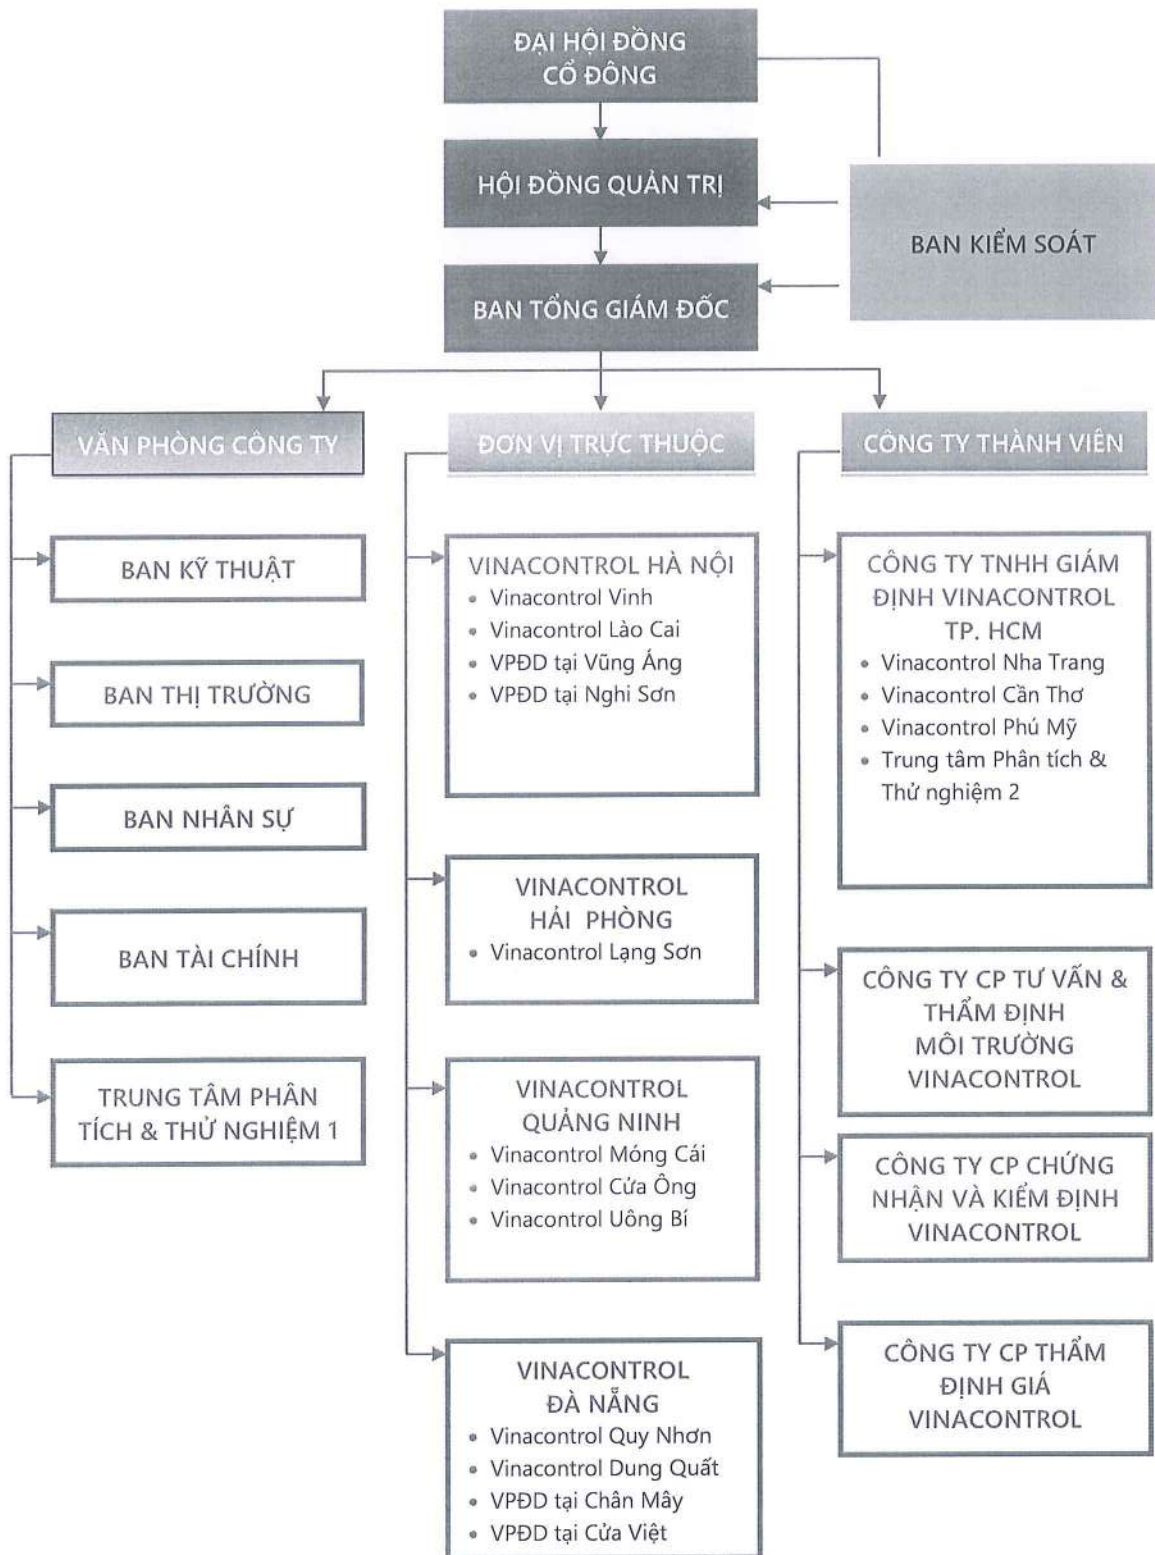 ĐẠI HỘI ĐỒNG
CỔ ĐÔNG
HỘI ĐỒNG QUẢN TRỊ
BAN KIỂM SOÁT
BAN TỔNG GIÁM ĐỐC
VĂN PHÒNG CÔNG TY
BAN KỸ THUẬT
BAN THỊ TRƯỜNG
BAN NHÂN SỰ
BAN TÀI CHÍNH
TRUNG TÂM PHÂN
TÍCH & THỬ NGHIỆM 1
ĐƠN VỊ TRỰC THUỘC
VINACONTROL HÀ NỘI
• Vinacontrol Vinh
• Vinacontrol Lào Cai
• VPĐD tại Vũng Áng
• VPĐD tại Nghi Sơn
VINACONTROL
HẢI PHÒNG
• Vinacontrol Lạng Sơn
VINACONTROL
QUẢNG NINH
• Vinacontrol Móng Cái
• Vinacontrol Cửa Ông
• Vinacontrol Uông Bí
VINACONTROL
ĐÀ NẴNG
• Vinacontrol Quy Nhơn
• Vinacontrol Dung Quất
• VPĐD tại Chân Mây
• VPĐD tại Cửa Việt
CÔNG TY THÀNH VIÊN
CÔNG TY TNHH GIÁM
ĐỊNH VINACONTROL
TP. HCM
• Vinacontrol Nha Trang
• Vinacontrol Cần Thơ
• Vinacontrol Phú Mỹ
• Trung tâm Phân tích &
Thử nghiệm 2
CÔNG TY CP TƯ VẤN &
THẨM ĐỊNH
MÔI TRƯỜNG
VINACONTROL
CÔNG TY CP CHỨNG
NHẬN VÀ KIỂM ĐỊNH
VINACONTROL
CÔNG TY CP THẨM
ĐỊNH GIÁ
VINACONTROL